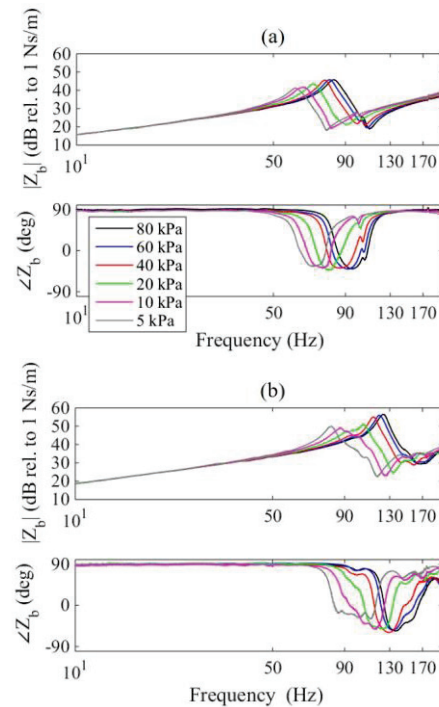 (a)
|Z_b| (dB rel. to 1 Ns/m)
60
50
40
30
20
10
10^1
50
90
130
170
∠Z_b (deg)
90
0
-90
80 kPa
60 kPa
40 kPa
20 kPa
10 kPa
5 kPa
10^1
50
90
130
170
Frequency (Hz)
(b)
|Z_b| (dB rel. to 1 Ns/m)
60
50
40
30
20
10
10^1
50
90
130
170
∠Z_b (deg)
90
0
-90
10^1
50
90
130
170
Frequency (Hz)